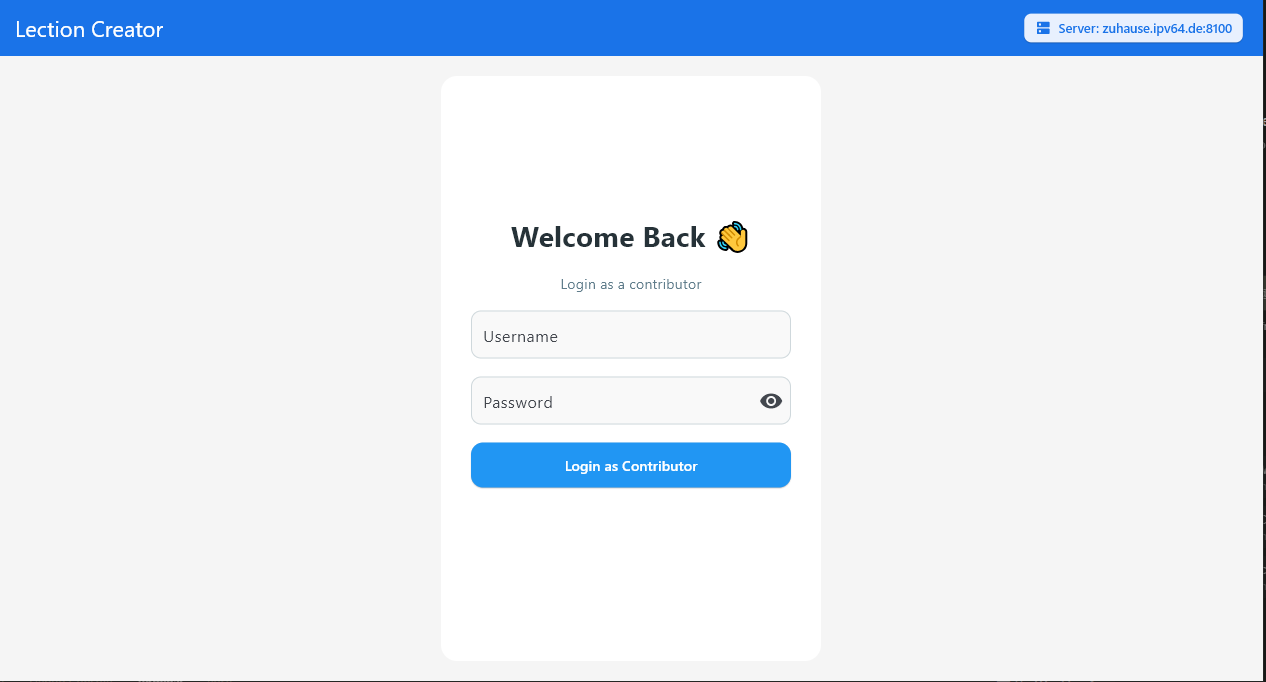 Lection Creator
Server: zuhause.ipv64.de:8100
Welcome Back 👋
Login as a contributor
Username
Password
Login as Contributor